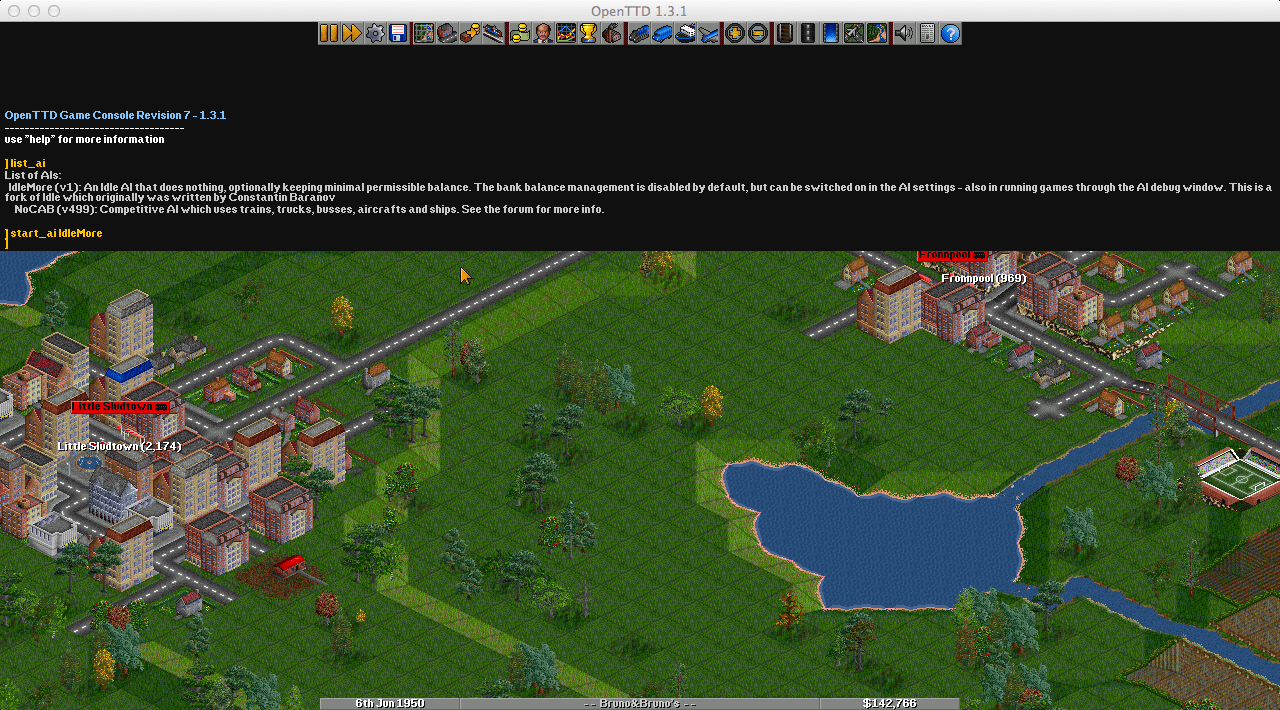 OpenTTD 1.3.1
OpenTTD Game Console Revision 7 - 1.3.1
------------------------------------
use "help" for more information
] list_ai
List of AIs:
IdleMore (v1): An Idle AI that does nothing, optionally keeping minimal permissible balance. The bank balance management is disabled by default, but can be switched on in the AI settings - also in running games through the AI debug window. This is a
fork of Idle which originally was written by Constantin Baranov
NoCAB (v499): Competitive AI which uses trains, trucks, busses, aircrafts and ships. See the forum for more info.
] start_ai IdleMore
]
Fronnpool
Fronnpool (969)
Little Sludtown
Little Sludtown (2,174)
6th Jun 1950
- - Bruno&Bruno's - -
$142,766